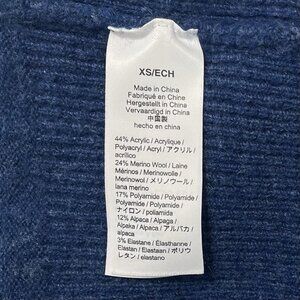 XS/ECH
Made in China
Fabriqué en Chine
Hergestellt in China
Vervaardigd in China
中国製
hecho en china
44% Acrylic / Acrylique /
Polyacryl / Acryl / アクリル /
acrílico
24% Merino Wool / Laine
Mérinos / Merinowolle /
Merinowol / メリノウール /
lana merino
17% Polyamide / Polyamide /
Polyamid / Polyamide /
ナイロン / poliamida
12% Alpaca / Alpaga /
Alpaka / Alpaca / アルパカ /
alpaca
3% Elastane / Élasthanne /
Elastan / Elastaan / ポリウ
レタン / elastano